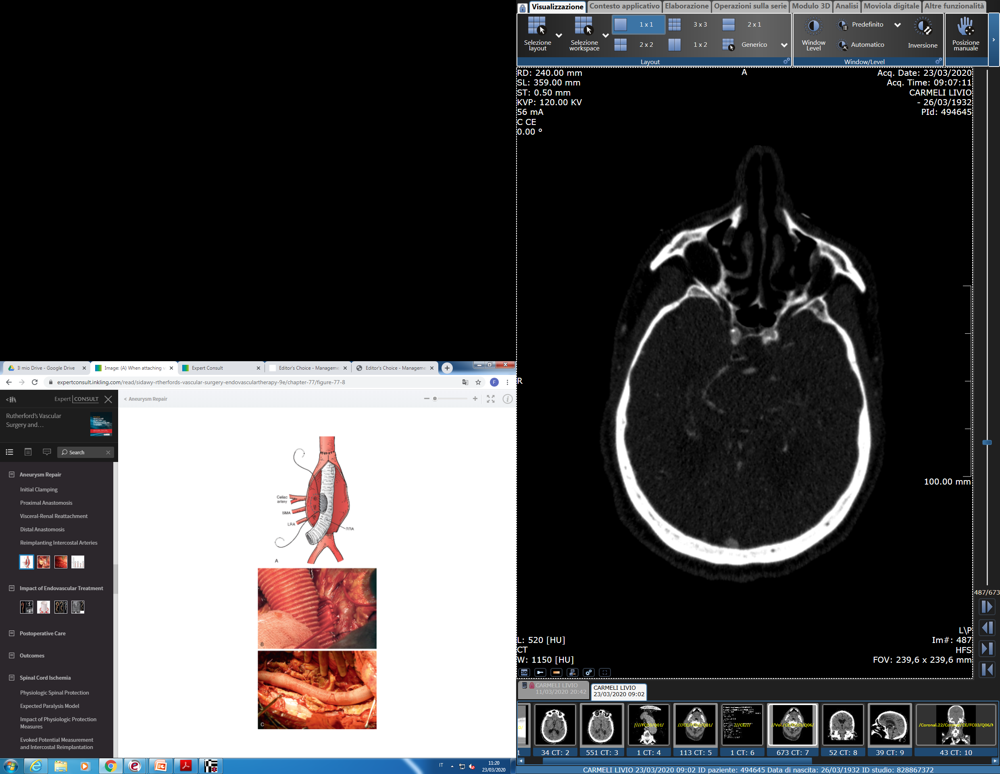 Visualizzazione
Contesto applicativo
Elaborazione
Operazioni sulla serie
Modulo 3D
Analisi
Moviola digitale
Altre funzionalità
Selezione layout
Selezione workspace
1 x 1
3 x 3
2 x 1
2 x 2
1 x 2
Generico
Layout
Window Level
Predefinito
Automatico
Inversione
Window/Level
Posizione manuale
RD: 240.00 mm
SL: 359.00 mm
ST: 0.50 mm
KVP: 120.00 KV
56 mA
C CE
0.00 °
A
Acq. Date: 23/03/2020
Acq. Time: 09:07:11
CARMELI LIVIO
- 26/03/1932
PId: 494645
R
100.00 mm
487/673
L: 520 [HU]
CT
W: 1150 [HU]
L\P
Im#: 487
HFS
FOV: 239,6 x 239,6 mm
3D
CARMELI LIVIO
11/03/2020 20:42
CARMELI LIVIO
23/03/2020 09:02
////FC03/Q01/
///CE/FC03/Q01/
///CE///
//Vol./CE/FC03/Q06/
/Coronal.22/Coronal/CE/FC03/Q06/
1
34 CT: 2
551 CT: 3
1 CT: 4
113 CT: 5
1 CT: 6
673 CT: 7
52 CT: 8
39 CT: 9
43 CT: 10
CARMELI LIVIO 23/03/2020 09:02 ID paziente: 494645 Data di nascita: 26/03/1932 ID studio: 828867372
Il mio Drive - Google Drive
Image: (A) When attaching v
Expert Consult
Editor's Choice - Manageme
Editor's Choice - Manageme
expertconsult.inkling.com/read/sidawy-rtherfords-vascular-surgery-endovasculartherapy-9e/chapter-77/figure-77-8
F
Expert CONSULT
< Aneurysm Repair
Rutherford's Vascular
Surgery and...
Search
Aneurysm Repair
Initial Clamping
Proximal Anastomosis
Visceral-Renal Reattachment
Distal Anastomosis
Reimplanting Intercostal Arteries
Impact of Endovascular Treatment
Postoperative Care
Outcomes
Spinal Cord Ischemia
Physiologic Spinal Protection
Expected Paralysis Model
Impact of Physiologic Protection
Measures
Evoked Potential Measurement
and Intercostal Reimplantation
Celiac
artery
SMA
LRA
RRA
A
B
C
IT
11:20
23/03/2020